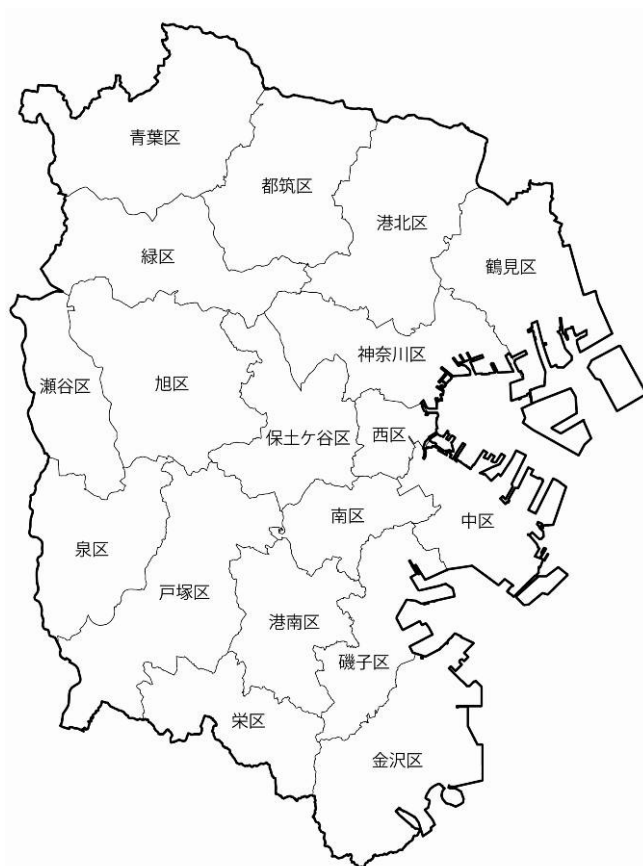 青葉区
都筑区
港北区
緑区
鶴見区
神奈川区
瀬谷区
旭区
保土ケ谷区
西区
南区
中区
泉区
戸塚区
港南区
磯子区
栄区
金沢区